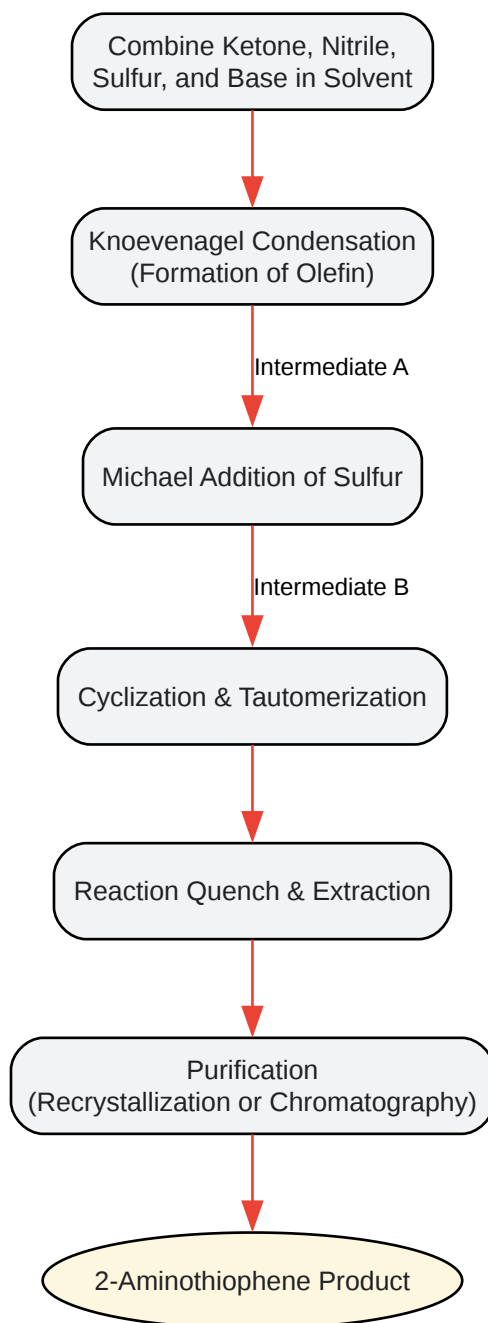 Combine Ketone, Nitrile,
Sulfur, and Base in Solvent
Knoevenagel Condensation
(Formation of Olefin)
Intermediate A
Michael Addition of Sulfur
Intermediate B
Cyclization & Tautomerization
Reaction Quench & Extraction
Purification
(Recrystallization or Chromatography)
2-Aminothiophene Product